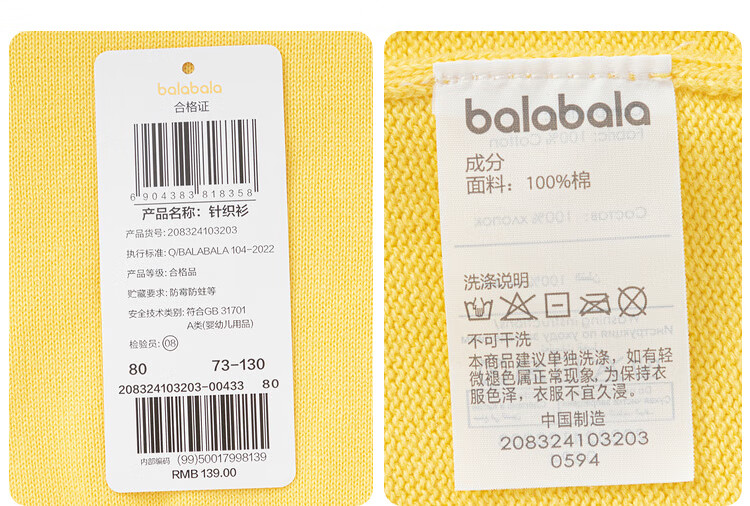 balabala
合格证
6904383818358
产品名称：针织衫
产品货号: 208324103203
执行标准: Q/BALABALA 104-2022
产品等级: 合格品
贮藏要求: 防霉防蛀等
安全技术类别: 符合GB 31701
A类(婴幼儿用品)
检验员: 08
80 73-130
208324103203-00433 80
内部编码 (99)50017998139
RMB 139.00
balabala
Fabric: 100% Cotton
成分
面料：100%棉
Состав: 100% хлопок
洗涤说明
不可干洗
本商品建议单独洗涤，如有轻
微褪色属正常现象，为保持衣
服色泽，衣服不宜久浸。
中国制造
208324103203
0594